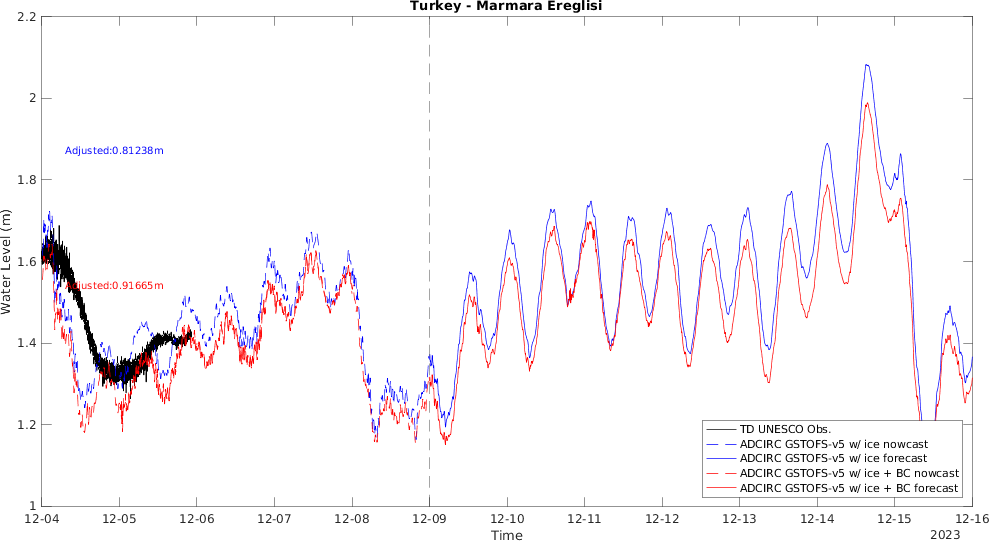 Turkey - Marmara Ereglisi
2.2
2
1.8
1.6
1.4
1.2
1
Water Level (m)
Adjusted:0.81238m
Adjusted:0.91665m
TD UNESCO Obs.
ADCIRC GSTOFS-v5 w/ ice nowcast
ADCIRC GSTOFS-v5 w/ ice forecast
ADCIRC GSTOFS-v5 w/ ice + BC nowcast
ADCIRC GSTOFS-v5 w/ ice + BC forecast
12-04 12-05 12-06 12-07 12-08 12-09 12-10 12-11 12-12 12-13 12-14 12-15 12-16
Time
2023